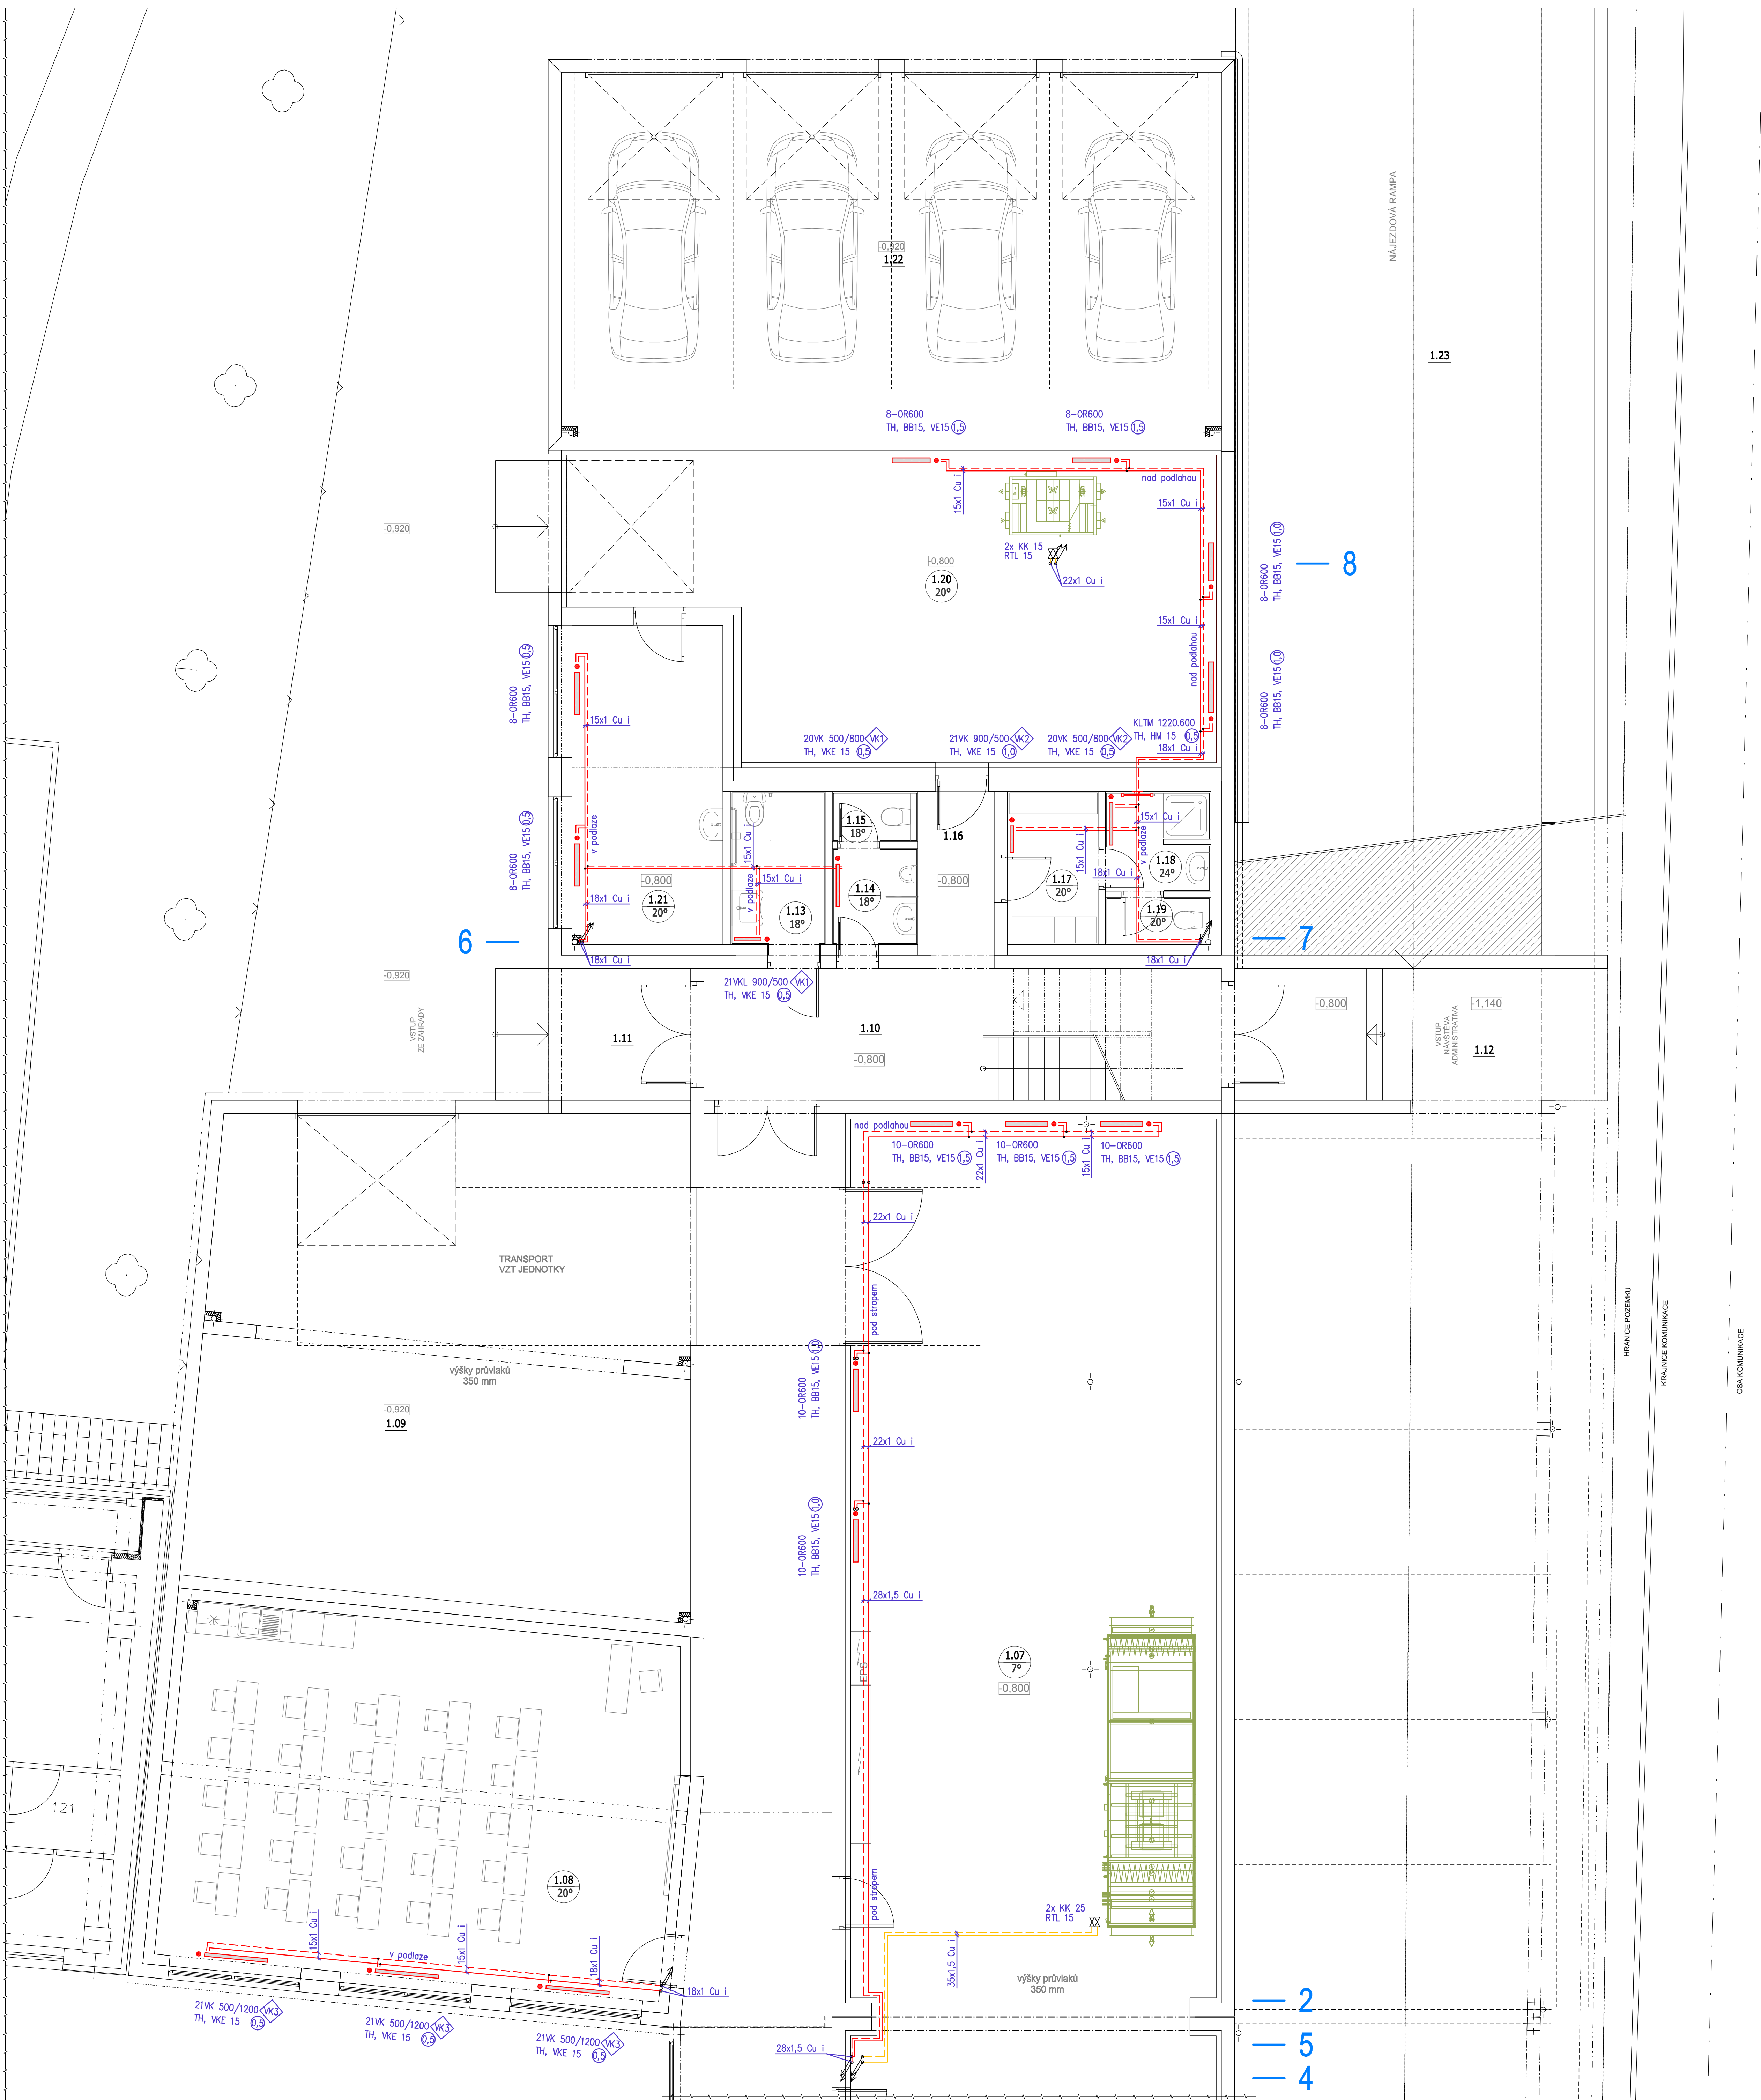 NÁJEZDOVÁ RAMPA
-0,920
1.22
1.23
8-OR600
TH, BB15, VE15 1,5
8-OR600
TH, BB15, VE15 1,5
nad podlahou
15x1 Cu i
15x1 Cu i
-0,920
2x KK 15
RTL 15
22x1 Cu i
-0,800
1.20
20°
8-OR600
TH, BB15, VE15 1,0
8
15x1 Cu i
nad podlahou
8-OR600
TH, BB15, VE15 1,0
8-OR600
TH, BB15, VE15 0,5
15x1 Cu i
20VK 500/800 VK1
TH, VKE 15 0,5
21VK 900/500 VK2
TH, VKE 15 1,0
20VK 500/800 VK2
TH, VKE 15 0,5
KLTM 1220.600
TH, HM 15 0,5
18x1 Cu i
8-OR600
TH, BB15, VE15 0,5
v podlaze
15x1 Cu i
1.15
18°
1.16
15x1 Cu i
15x1 Cu i
v podlaze
1.18
24°
18x1 Cu i
-0,800
1.21
20°
18x1 Cu i
v podlaze
15x1 Cu i
1.13
18°
1.14
18°
-0,800
1.17
20°
1.19
20°
6
18x1 Cu i
18x1 Cu i
7
-0,920
21VKL 900/500 VK1
TH, VKE 15 0,5
VSTUP
ZE ZAHRADY
1.11
1.10
-0,800
-0,800
VSTUP
NÁVŠTĚVA
ADMINISTRATIVA
-1,140
1.12
nad podlahou
10-OR600
TH, BB15, VE15 1,5
22x1 Cu i
10-OR600
TH, BB15, VE15 1,5
15x1 Cu i
10-OR600
TH, BB15, VE15 1,5
22x1 Cu i
TRANSPORT
VZT JEDNOTKY
pod stropem
HRANICE POZEMKU
KRAJNICE KOMUNIKACE
OSA KOMUNIKACE
výšky průvlaků
350 mm
10-OR600
TH, BB15, VE15 1,0
-0,920
1.09
22x1 Cu i
10-OR600
TH, BB15, VE15 1,0
28x1,5 Cu i
EPS
1.07
7°
-0,800
121
1.08
20°
pod stropem
2x KK 25
RTL 15
15x1 Cu i
v podlaze
15x1 Cu i
18x1 Cu i
18x1 Cu i
35x1,5 Cu i
výšky průvlaků
350 mm
21VK 500/1200 VK3
TH, VKE 15 0,5
21VK 500/1200 VK3
TH, VKE 15 0,5
21VK 500/1200 VK3
TH, VKE 15 0,5
28x1,5 Cu i
2
5
4